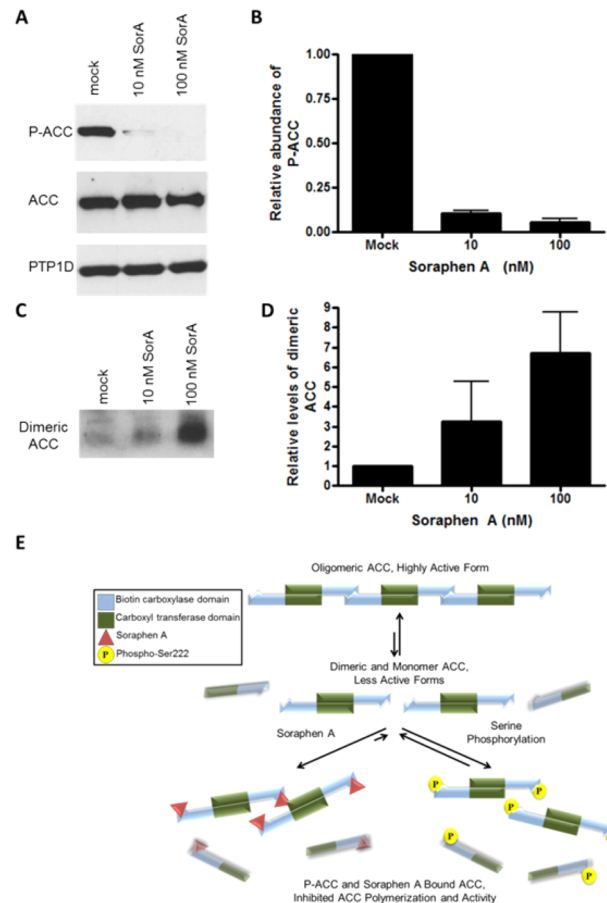 A
mock
10 nM SorA
100 nM SorA
P-ACC
ACC
PTP1D
B
Relative abundance of
P-ACC
1.00
0.75
0.50
0.25
0.00
Mock
10
100
Soraphen A (nM)
C
mock
10 nM SorA
100 nM SorA
Dimeric
ACC
D
Relative levels of dimeric
ACC
9
8
7
6
5
4
3
2
1
0
Mock
10
100
Soraphen A (nM)
E
Oligomeric ACC, Highly Active Form
Biotin carboxylase domain
Carboxyl transferase domain
Soraphen A
P Phospho-Ser222
Dimeric and Monomer ACC,
Less Active Forms
Soraphen A
Serine
Phosphorylation
P
P
P
P
P
P-ACC and Soraphen A Bound ACC,
Inhibited ACC Polymerization and Activity